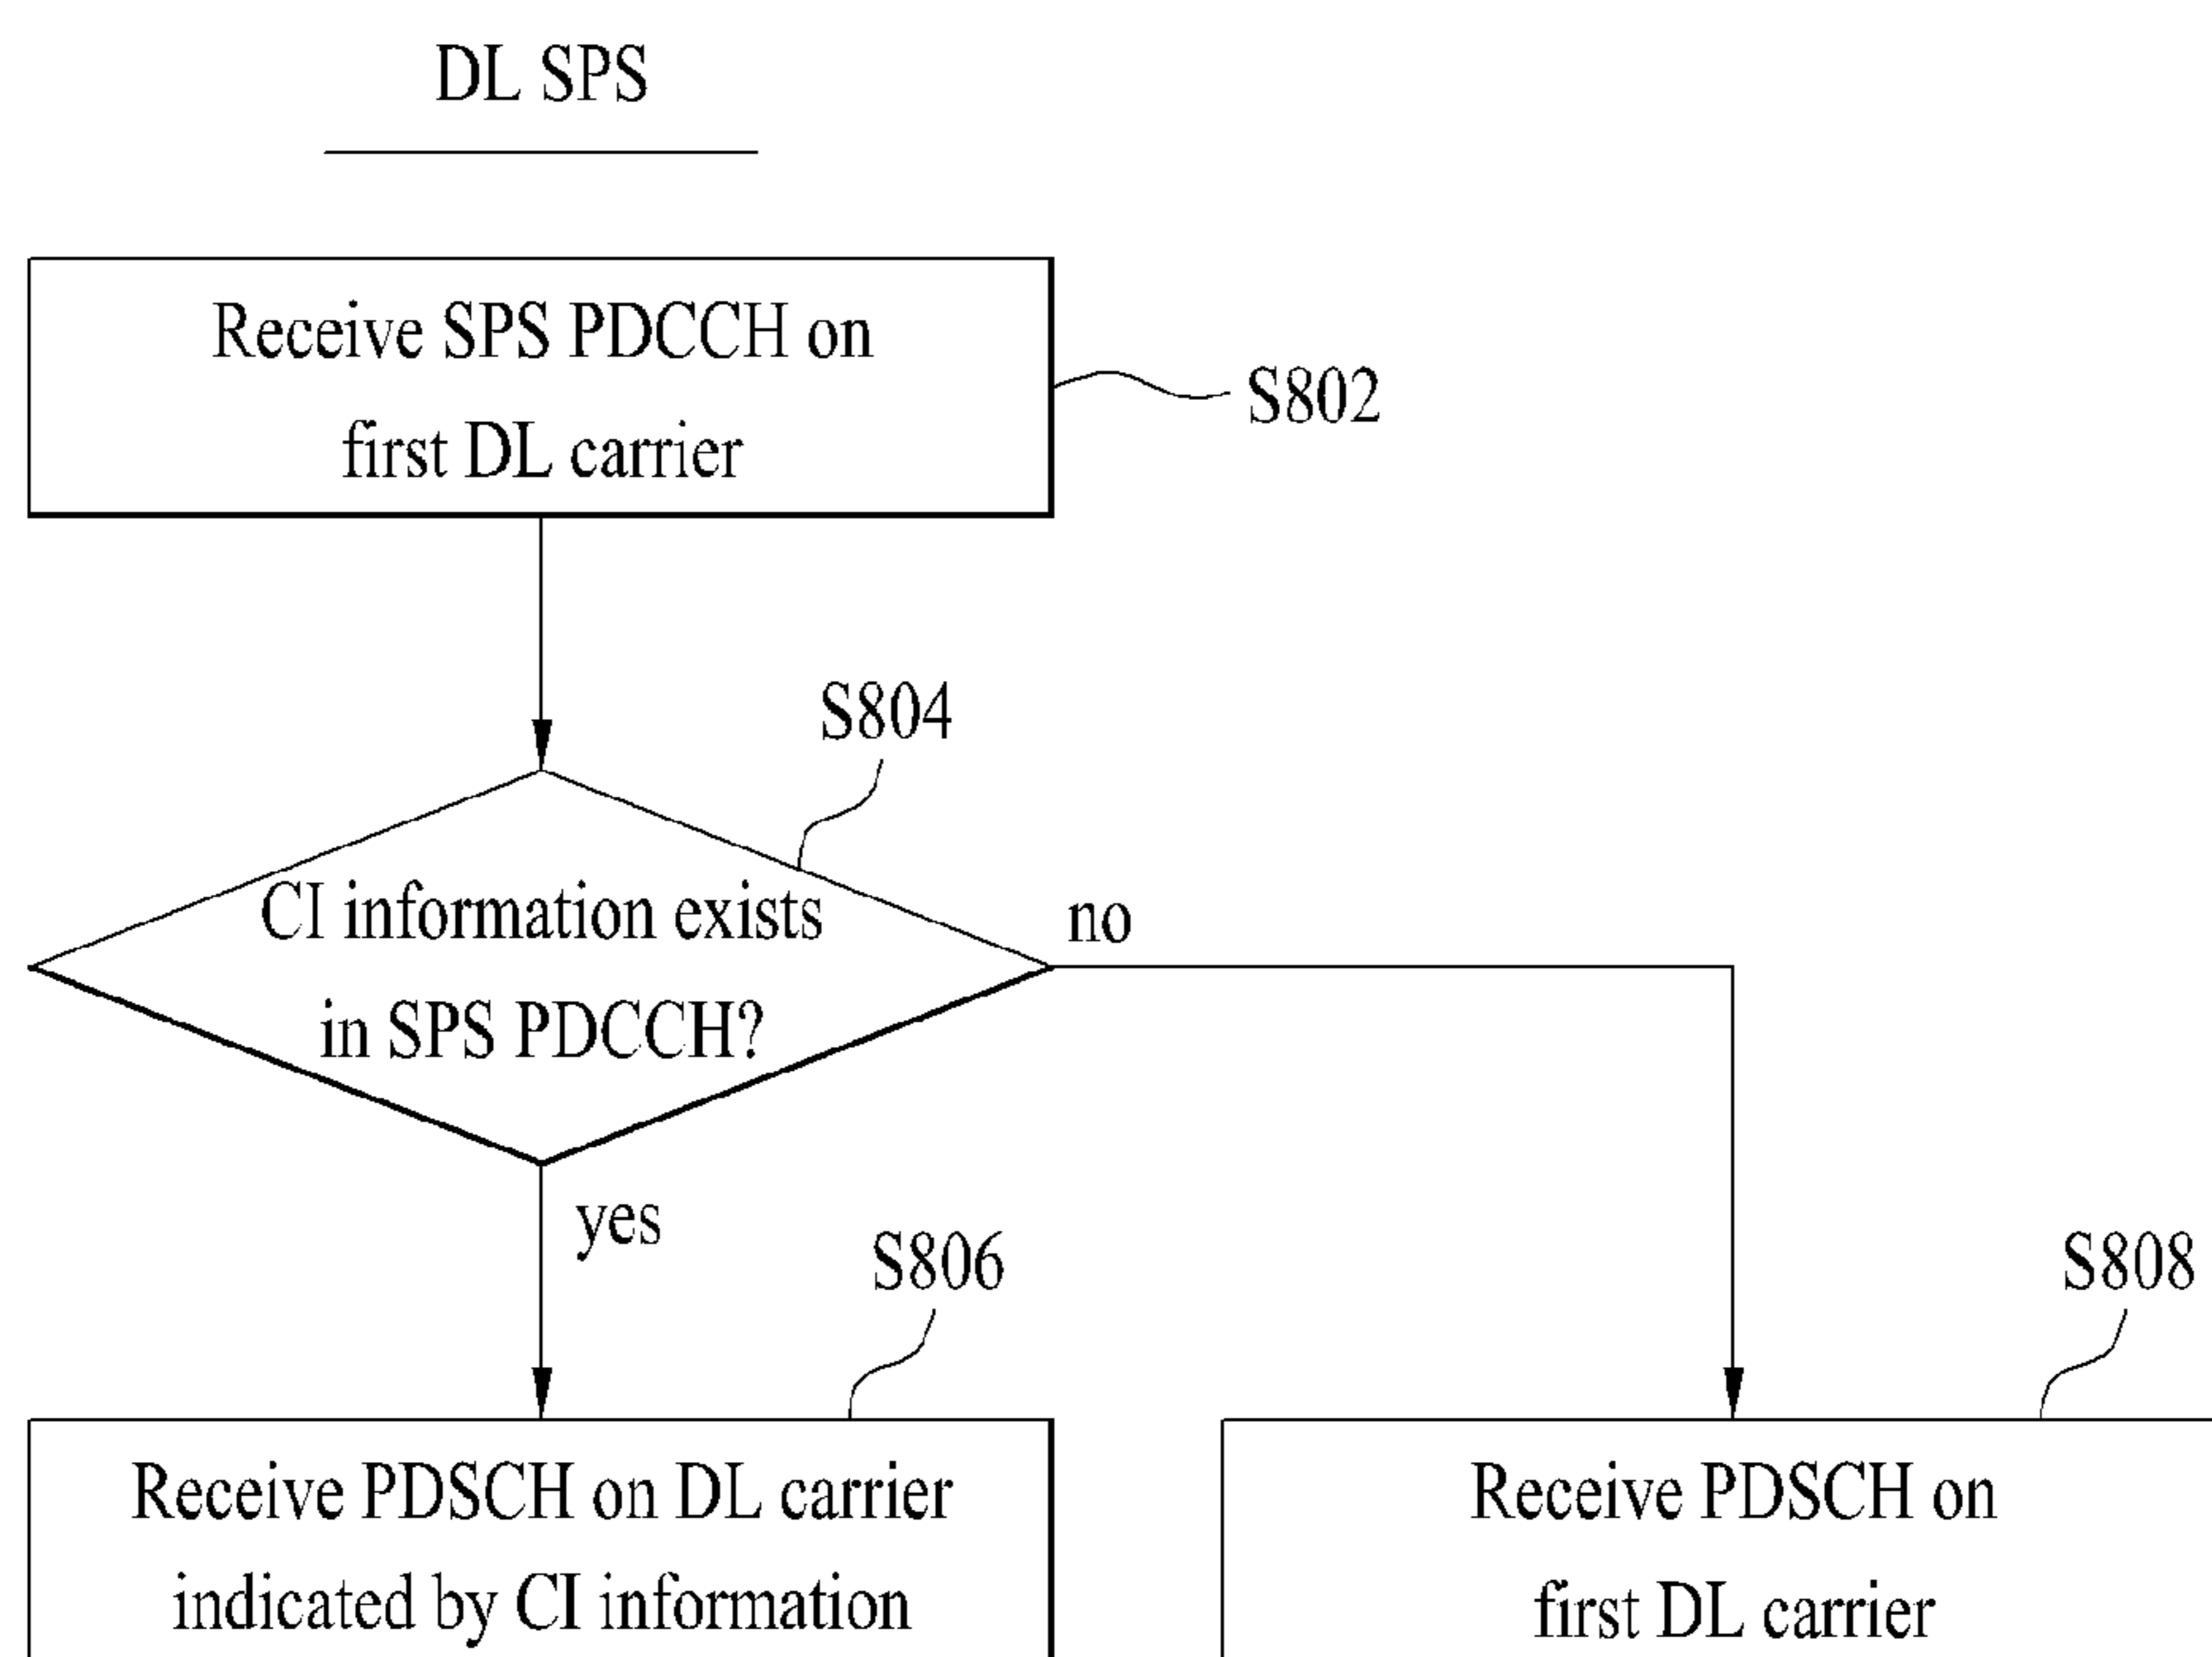 DL SPS
Receive SPS PDCCH on
first DL carrier
S802
S804
CI information exists
in SPS PDCCH?
no
yes
S806
Receive PDSCH on DL carrier
indicated by CI information
S808
Receive PDSCH on
first DL carrier